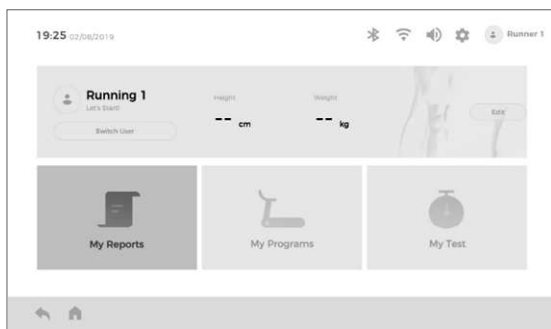 19:25 02/08/2019
Runner 1
Running 1
Let's Start!
Switch User
Height
-- cm
Weight
-- kg
Edit
My Reports
My Programs
My Test